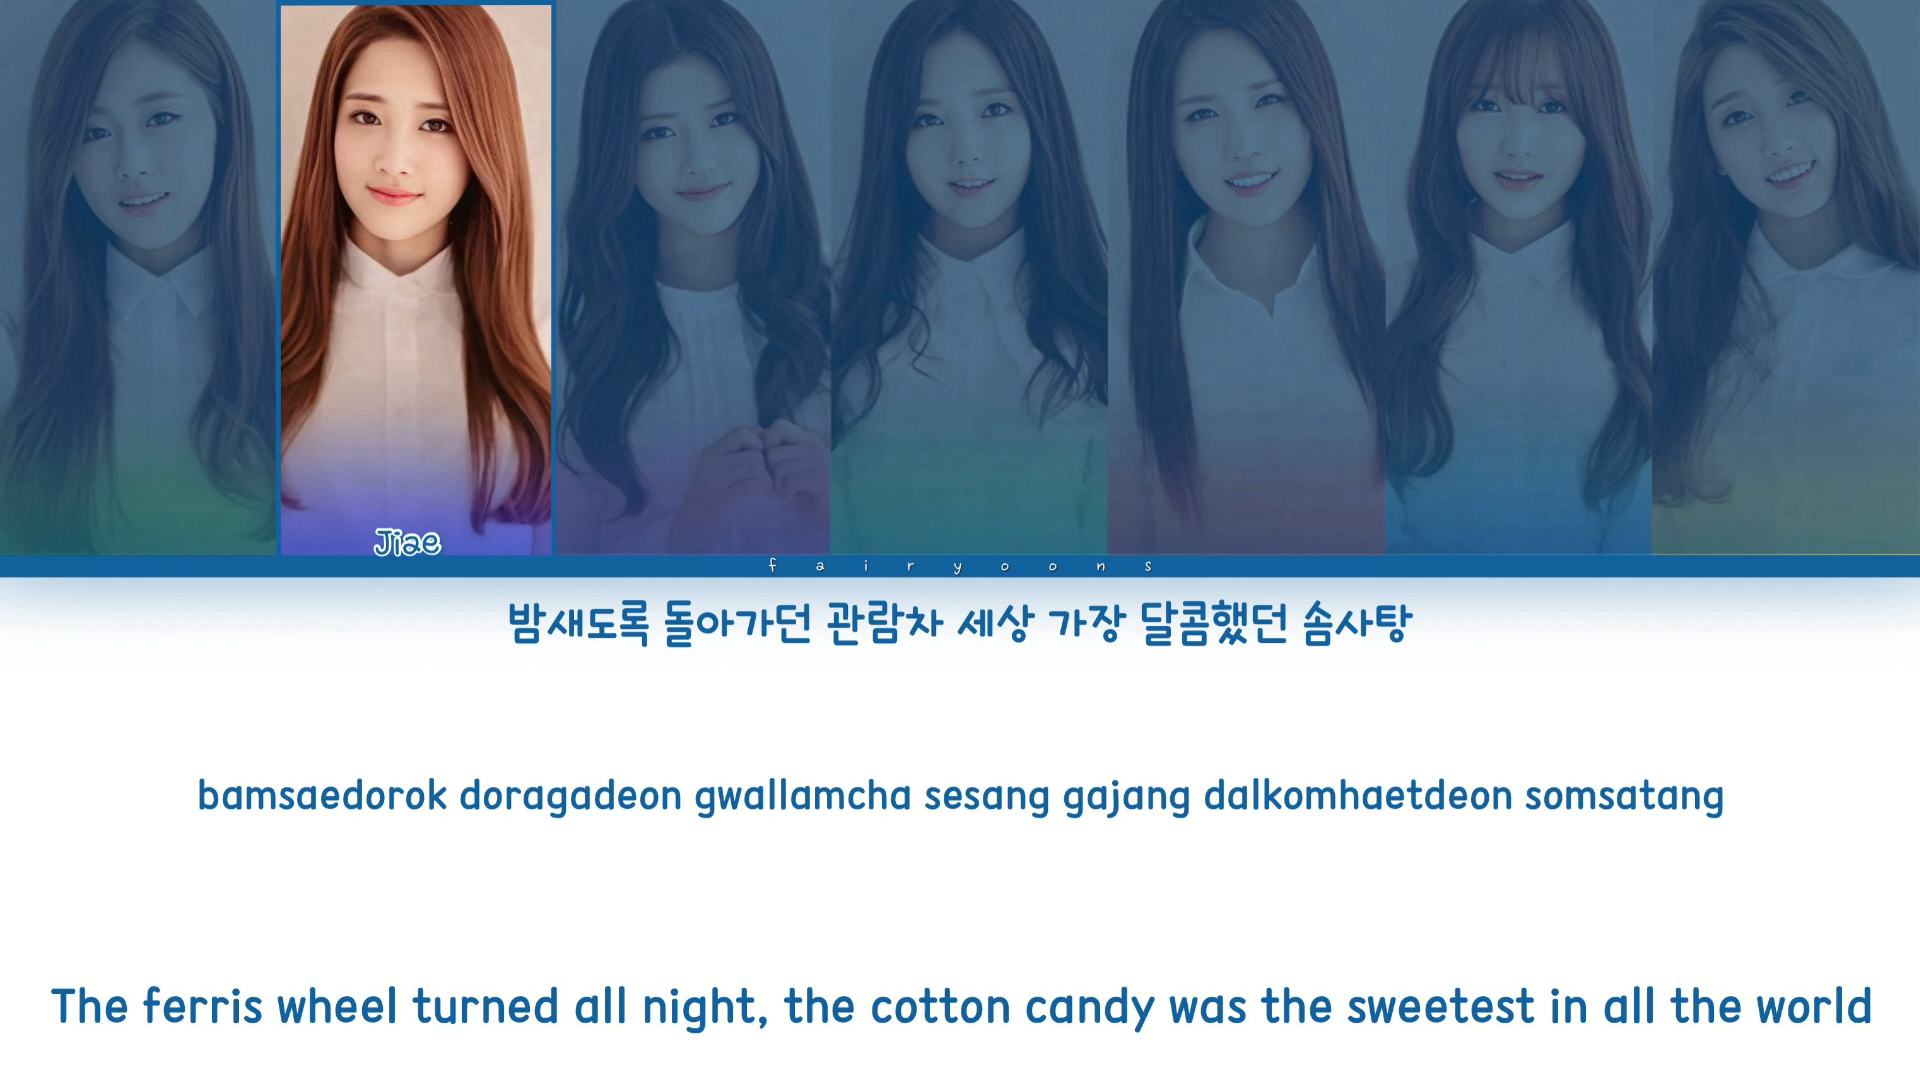 Jiae
fairyoons
밤새도록 돌아가던 관람차 세상 가장 달콤했던 솜사탕
bamsaedorok doragadeon gwallamcha sesang gajang dalkomhaetdeon somsatang
The ferris wheel turned all night, the cotton candy was the sweetest in all the world